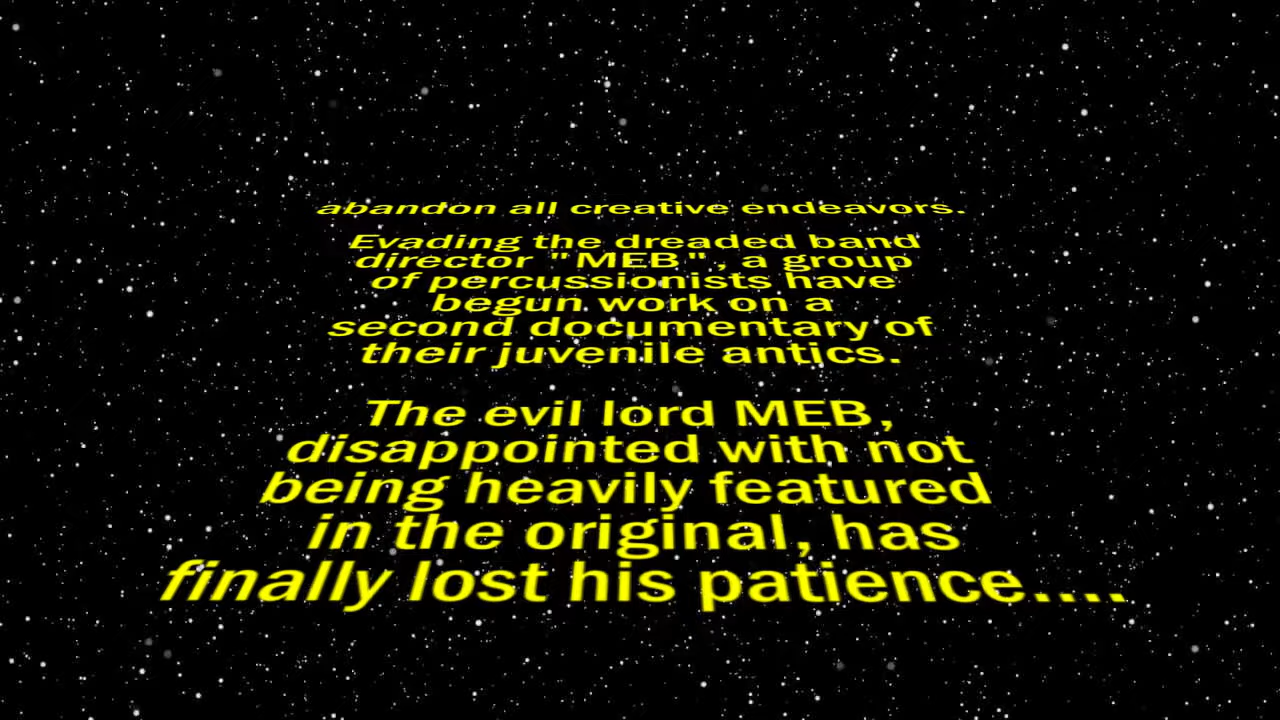 abandon all creative endeavors.
Evading the dreaded band
director "MEB", a group
of percussionists have
begun work on a
second documentary of
their juvenile antics.
The evil lord MEB,
disappointed with not
being heavily featured
in the original, has
finally lost his patience....